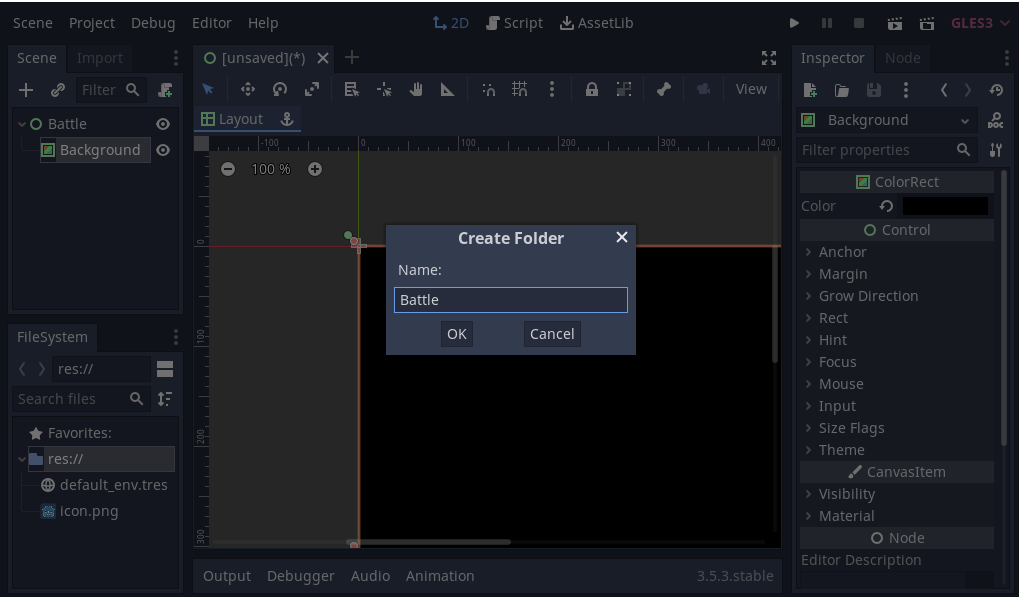 Scene Project Debug Editor Help 2D Script AssetLib GLES3
Scene Import
[unsaved](*)
Inspector Node
Filter
View
Battle
Background
Layout
Background
Filter properties
-100 0 100 200 300 400
100 %
ColorRect
Color
Control
Anchor
Margin
Grow Direction
Rect
Hint
Focus
Mouse
Input
Size Flags
Theme
CanvasItem
Visibility
Material
Node
Editor Description
0
100
200
300
Create Folder
Name:
Battle
OK Cancel
FileSystem
res://
Search files
Favorites:
res://
default_env.tres
icon.png
Output Debugger Audio Animation 3.5.3.stable